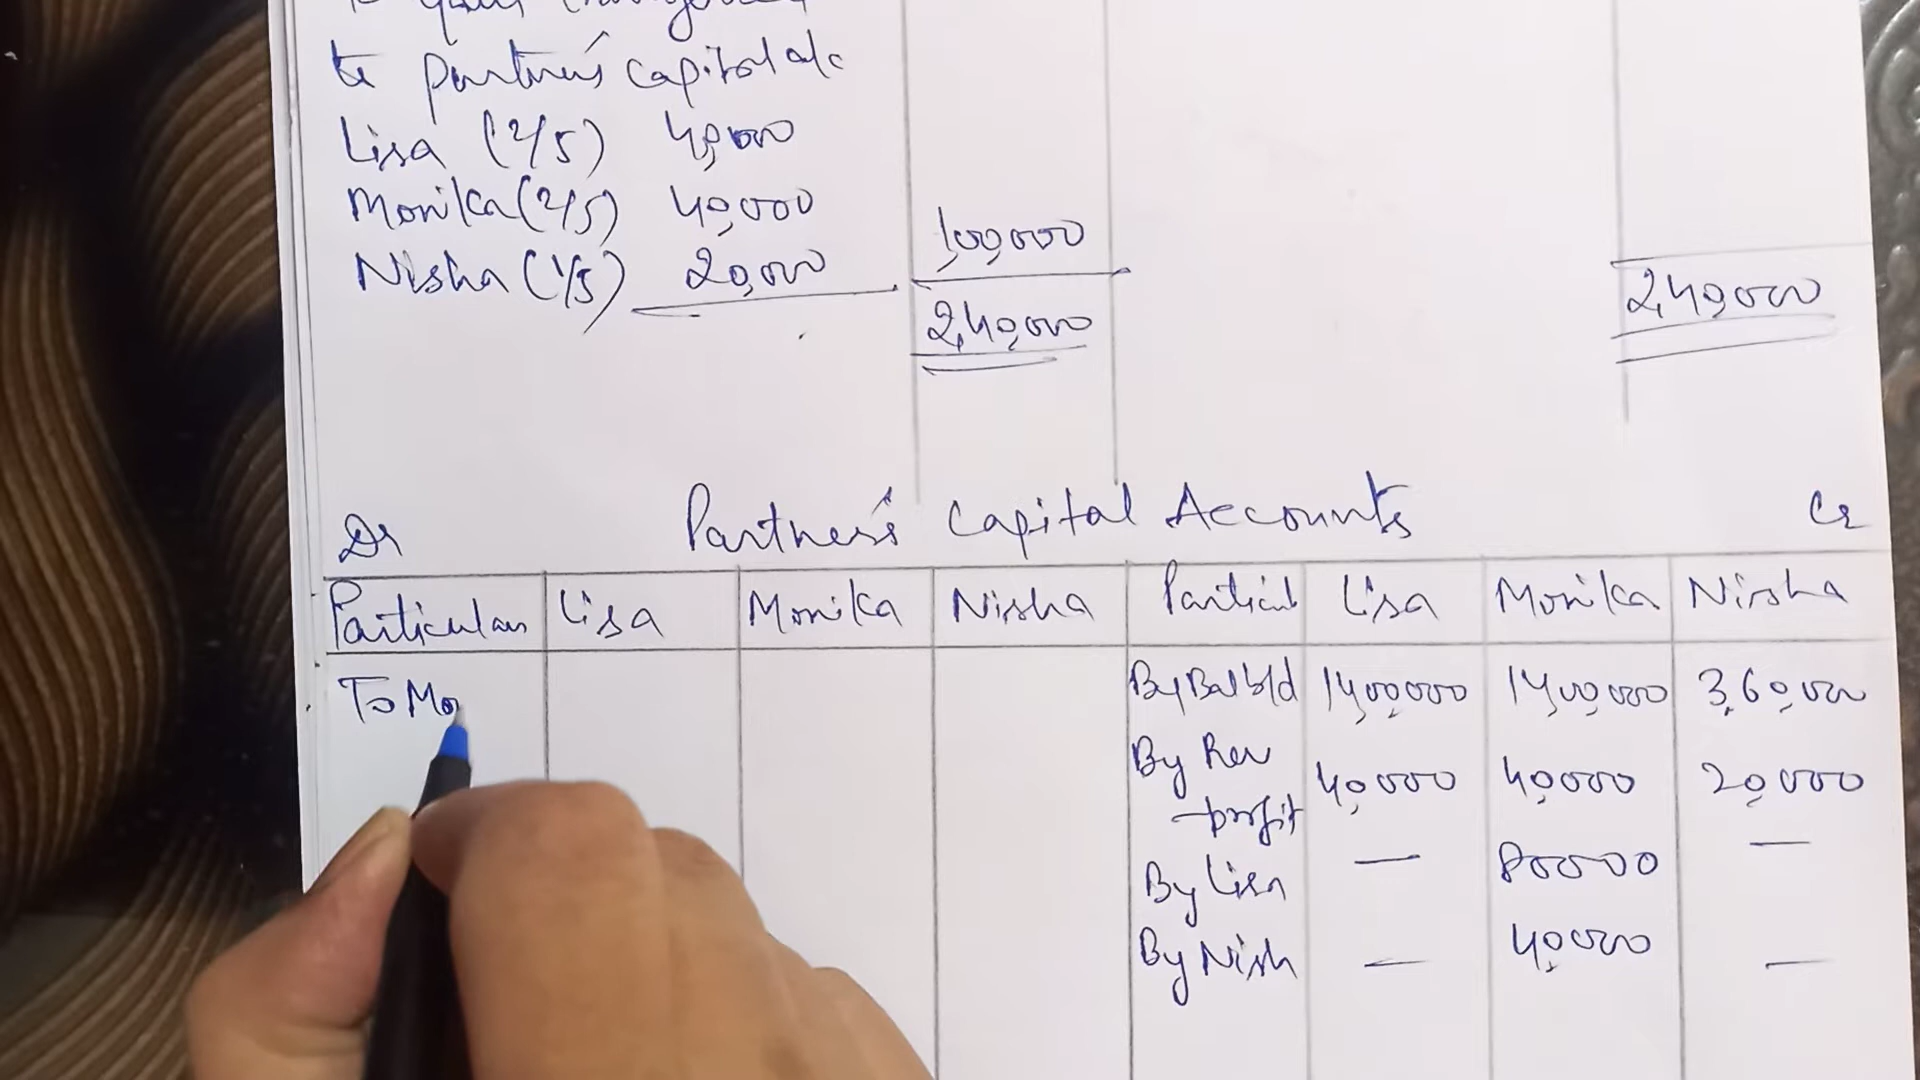 te partner's capital a/c
Lisa (2/5) 40,000
Monika (2/5) 40,000
1,00,000
Nisha (1/5) 20,000
2,40,000 2,40,000
Dr Partner's Capital Accounts Cr
Particulars Lisa Monika Nisha Particul Lisa Monika Nisha
To Mo By Bal b/d 14,00,000 14,00,000 3,60,000
By Rev
profit 40,000 40,000 20,000
By Lisa — 80000 —
By Nish — 40,000 —